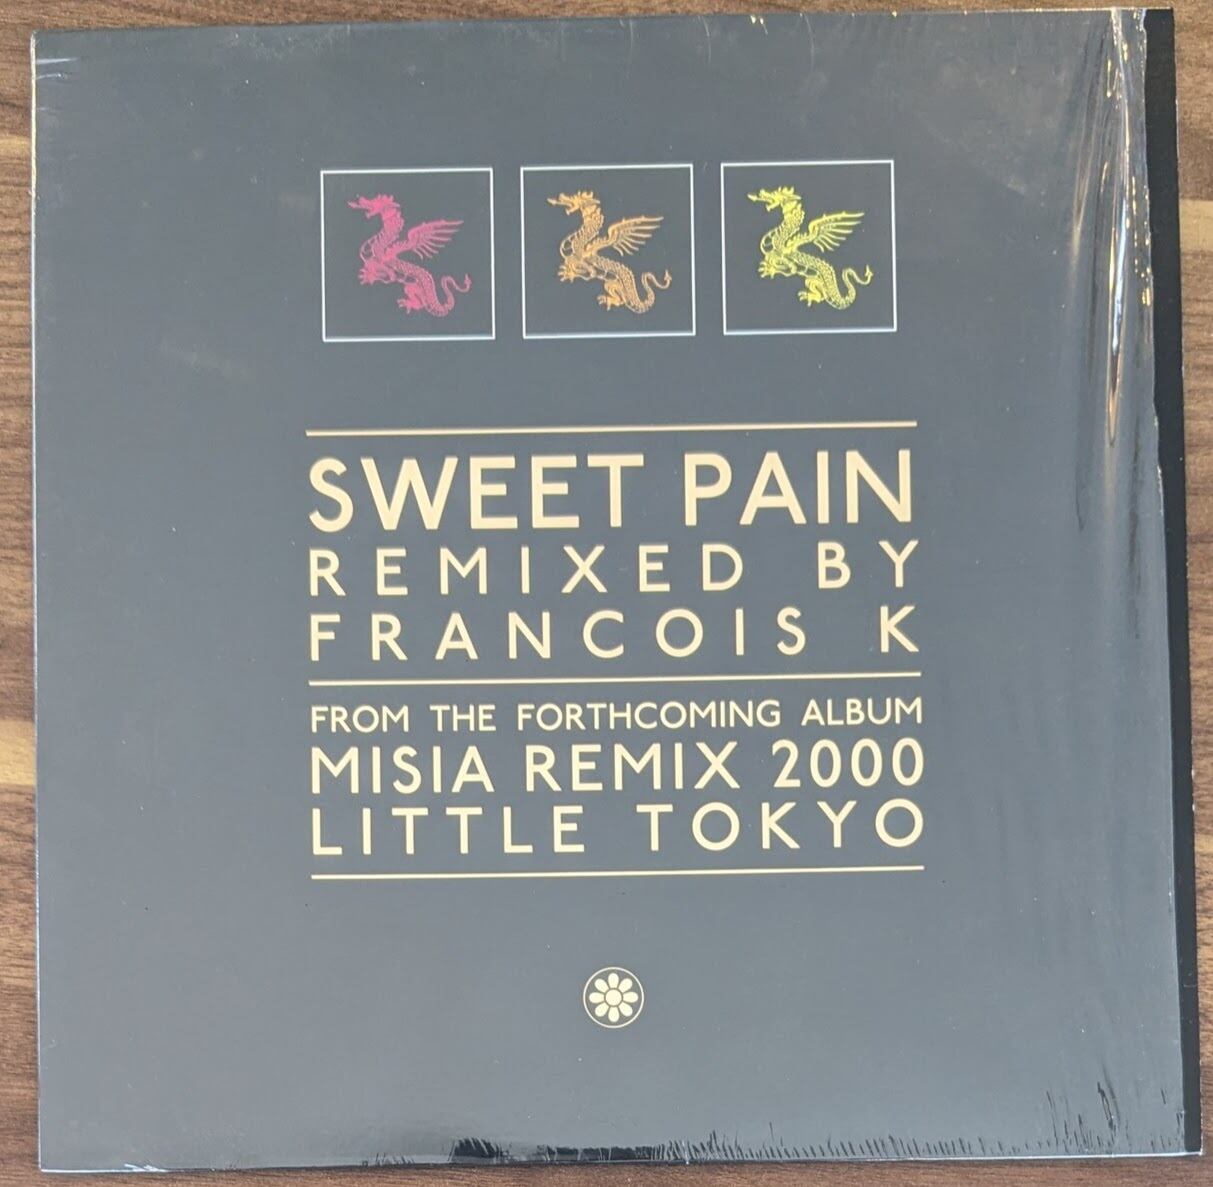 SWEET PAIN
REMIXED BY
FRANCOIS K
FROM THE FORTHCOMING ALBUM
MISIA REMIX 2000
LITTLE TOKYO